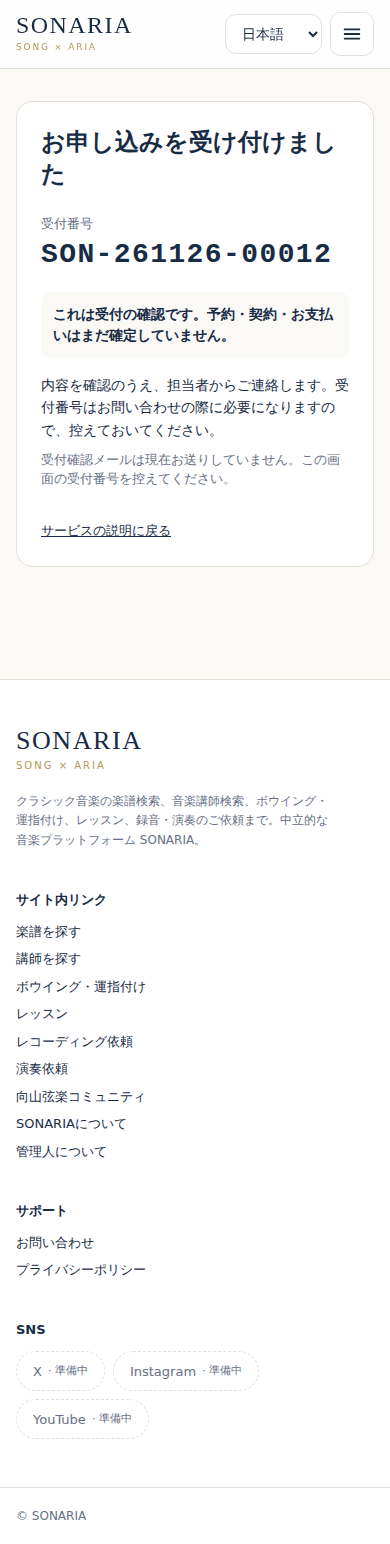 SONARIA
SONG × ARIA
日本語
お申し込みを受け付けまし
た
受付番号
SON-261126-00012
これは受付の確認です。予約・契約・お支払
いはまだ確定していません。
内容を確認のうえ、担当者からご連絡します。受
付番号はお問い合わせの際に必要になりますの
で、控えておいてください。
受付確認メールは現在お送りしていません。この画
面の受付番号を控えてください。
サービスの説明に戻る
SONARIA
SONG × ARIA
クラシック音楽の楽譜検索、音楽講師検索、ボウイング・
運指付け、レッスン、録音・演奏のご依頼まで。中立的な
音楽プラットフォーム SONARIA。
サイト内リンク
楽譜を探す
講師を探す
ボウイング・運指付け
レッスン
レコーディング依頼
演奏依頼
向山弦楽コミュニティ
SONARIAについて
管理人について
サポート
お問い合わせ
プライバシーポリシー
SNS
X · 準備中
Instagram · 準備中
YouTube · 準備中
© SONARIA